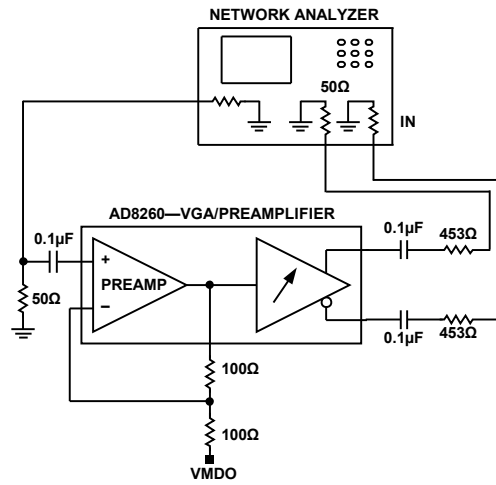 NETWORK ANALYZER
50Ω
IN
AD8260—VGA/PREAMPLIFIER
0.1µF
453Ω
0.1µF
+
PREAMP
–
50Ω
0.1µF
453Ω
100Ω
100Ω
VMDO